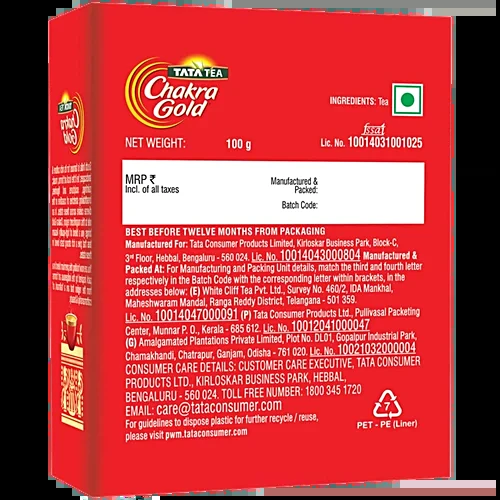 TATA TEA
Chakra
Gold
INGREDIENTS: Tea
fssai
NET WEIGHT: 100 g
Lic. No. 10014031001025
MRP ₹
Incl. of all taxes
Manufactured &
Packed:
Batch Code:
BEST BEFORE TWELVE MONTHS FROM PACKAGING
Manufactured For: Tata Consumer Products Limited, Kirloskar Business Park, Block-C,
3rd Floor, Hebbal, Bengaluru - 560 024. Lic. No. 10014043000804 Manufactured &
Packed At: For Manufacturing and Packing Unit details, match the third and fourth letter
respectively in the Batch Code with the corresponding letter within brackets, in the
addresses below: (E) White Cliff Tea Pvt. Ltd., Survey No. 460/2, IDA Mankhal,
Maheshwaram Mandal, Ranga Reddy District, Telangana - 501 359.
Lic. No. 10014047000091 (P) Tata Consumer Products Ltd., Pullivasal Packeting
Center, Munnar P. O., Kerala - 685 612. Lic. No. 10012041000047
(G) Amalgamated Plantations Private Limited, Plot No. DL01, Gopalpur Industrial Park,
Chamakhandi, Chatrapur, Ganjam, Odisha - 761 020. Lic. No. 10021032000004
CONSUMER CARE DETAILS: CUSTOMER CARE EXECUTIVE, TATA CONSUMER
PRODUCTS LTD., KIRLOSKAR BUSINESS PARK, HEBBAL,
BENGALURU - 560 024. TOLL FREE NUMBER: 1800 345 1720
EMAIL: care@tataconsumer.com
For guidelines to dispose plastic for further recycle / reuse,
please visit pwm.tataconsumer.com
7
PET - PE (Liner)
TATA TEA
Chakra
Gold